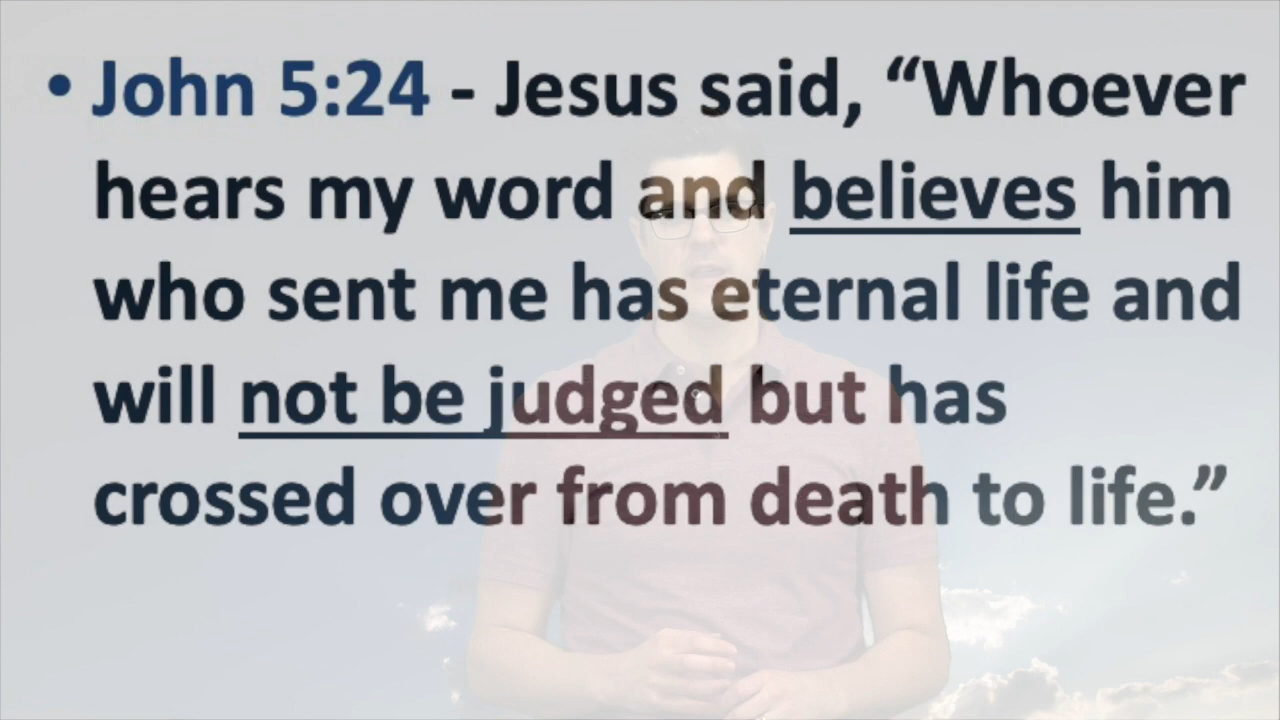 • John 5:24 - Jesus said, “Whoever
hears my word and believes him
who sent me has eternal life and
will not be judged but has
crossed over from death to life.”